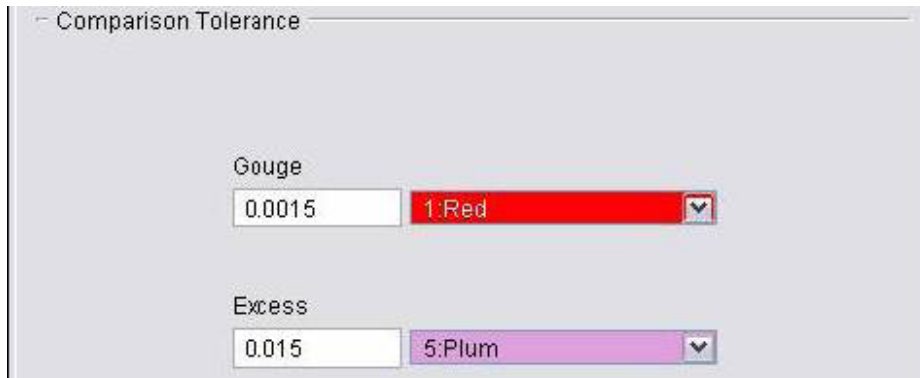 Comparison Tolerance
Gouge
0.0015 1:Red
Excess
0.015 5:Plum